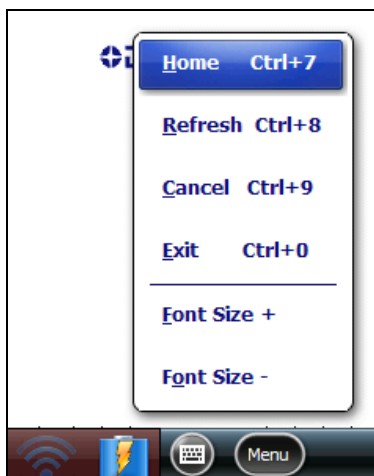 Home Ctrl+7
Refresh Ctrl+8
Cancel Ctrl+9
Exit Ctrl+0
Font Size +
Font Size -
Menu